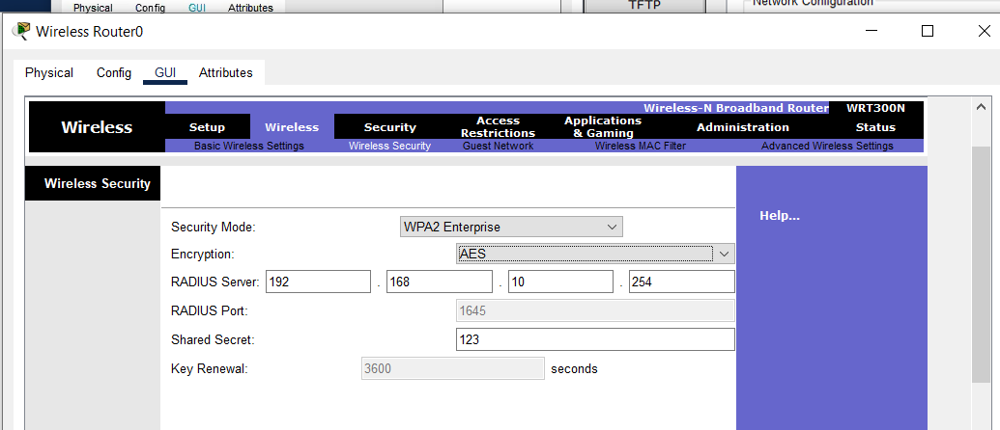 Physical Config GUI Attributes
TFTP
Network Configuration
Wireless Router0
Physical Config GUI Attributes
Wireless-N Broadband Router WRT300N
Wireless Setup Wireless Security Access Restrictions Applications & Gaming Administration Status
Basic Wireless Settings Wireless Security Guest Network Wireless MAC Filter Advanced Wireless Settings
Wireless Security
Help...
Security Mode: WPA2 Enterprise
Encryption: AES
RADIUS Server: 192 . 168 . 10 . 254
RADIUS Port: 1645
Shared Secret: 123
Key Renewal: 3600 seconds